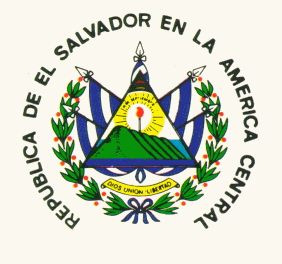 REPUBLICA DE EL SALVADOR EN LA AMERICA CENTRAL
DIOS UNION LIBERTAD